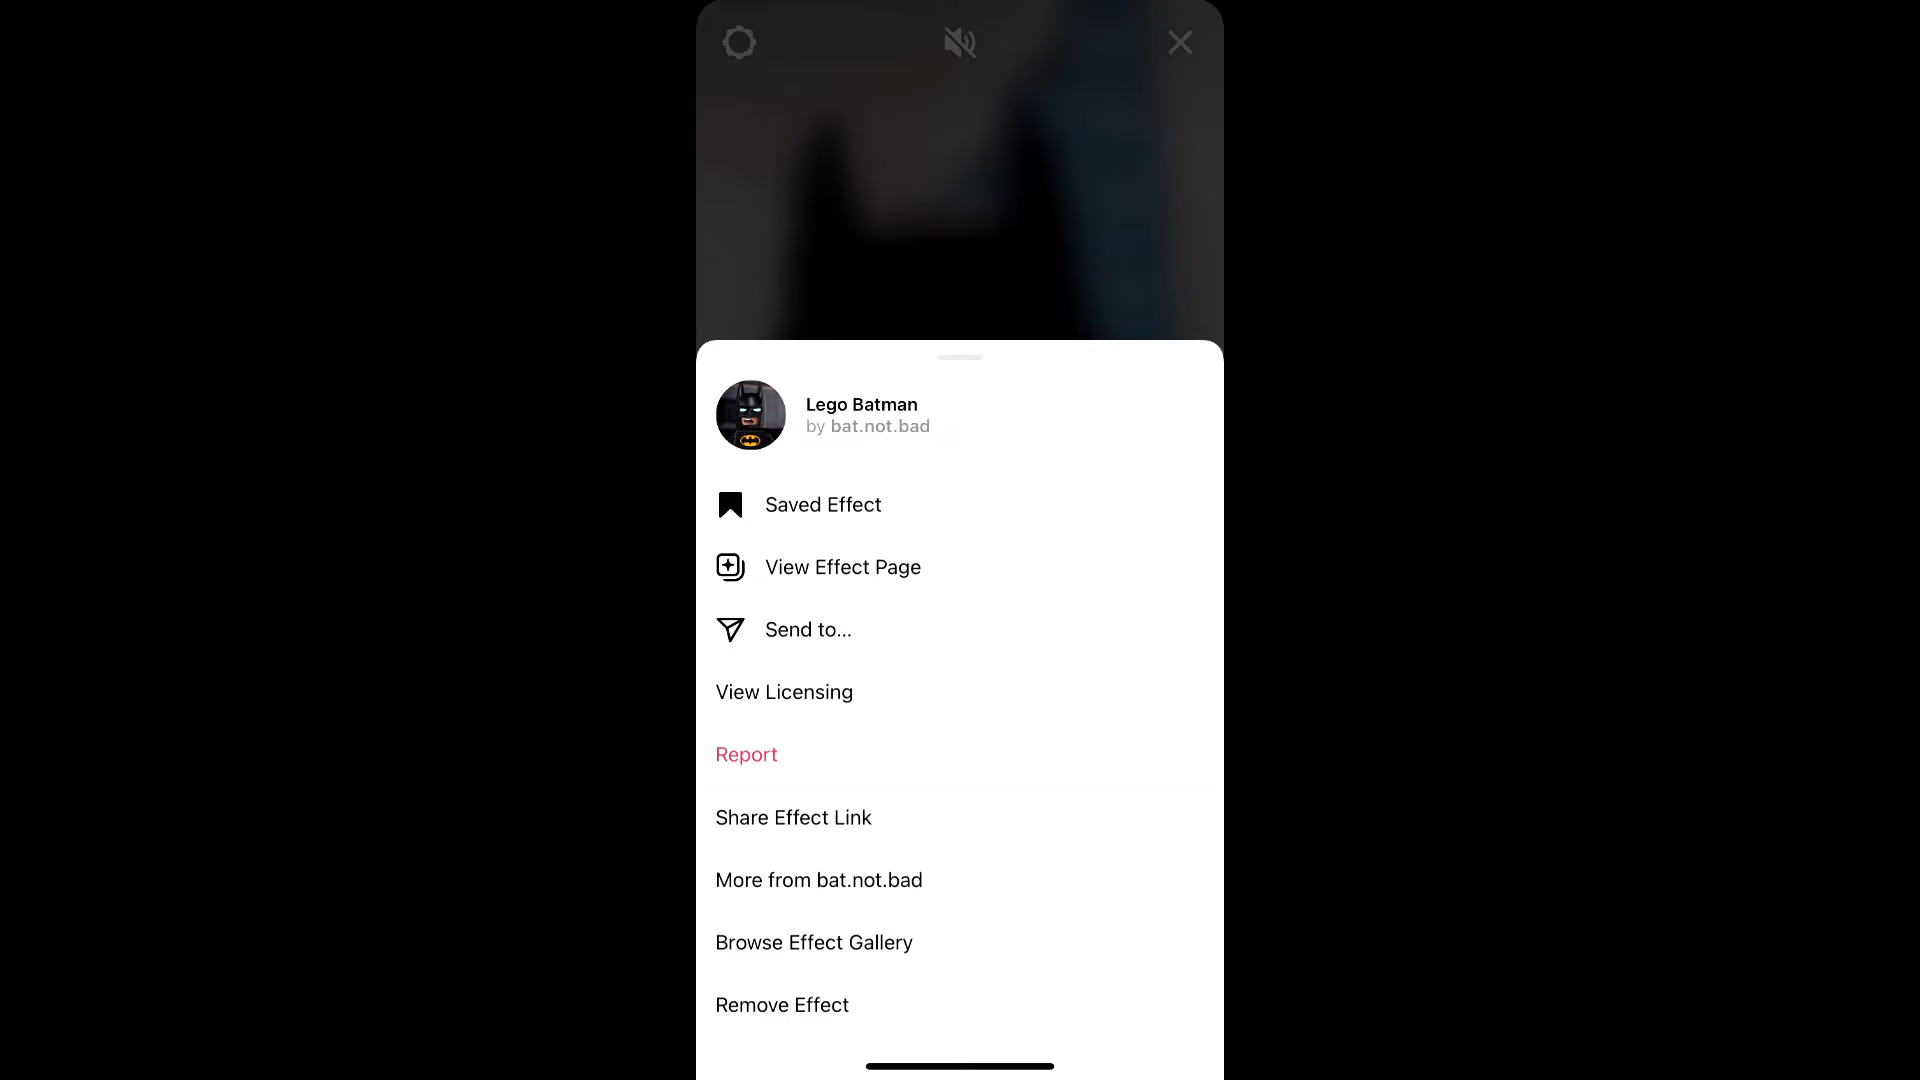 Lego Batman
by bat.not.bad
Saved Effect
View Effect Page
Send to...
View Licensing
Report
Share Effect Link
More from bat.not.bad
Browse Effect Gallery
Remove Effect